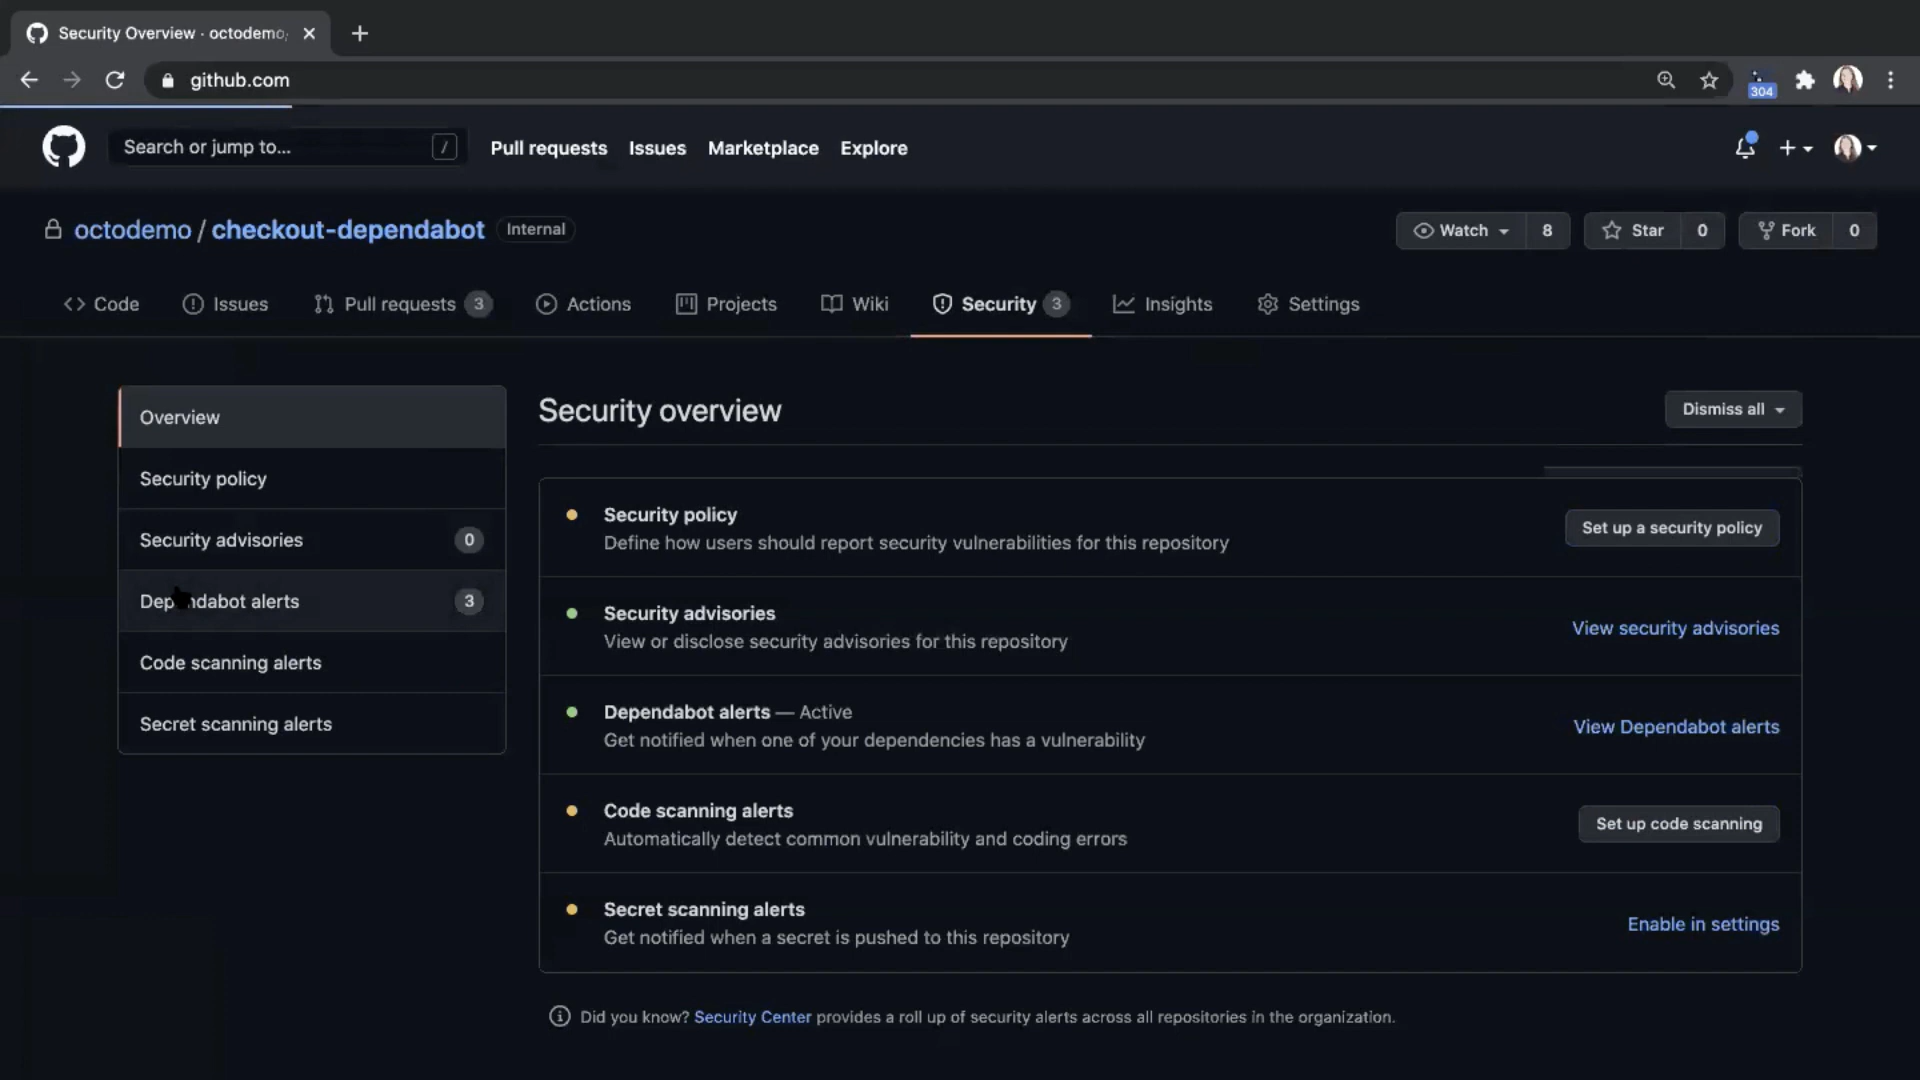 Security Overview · octodemo/
github.com
304
Search or jump to...
/
Pull requests
Issues
Marketplace
Explore
octodemo / checkout-dependabot
Internal
Watch 8
Star 0
Fork 0
Code
Issues
Pull requests 3
Actions
Projects
Wiki
Security 3
Insights
Settings
Overview
Security policy
Security advisories 0
Dependabot alerts 3
Code scanning alerts
Secret scanning alerts
Security overview
Dismiss all
Security policy
Define how users should report security vulnerabilities for this repository
Set up a security policy
Security advisories
View or disclose security advisories for this repository
View security advisories
Dependabot alerts — Active
Get notified when one of your dependencies has a vulnerability
View Dependabot alerts
Code scanning alerts
Automatically detect common vulnerability and coding errors
Set up code scanning
Secret scanning alerts
Get notified when a secret is pushed to this repository
Enable in settings
Did you know? Security Center provides a roll up of security alerts across all repositories in the organization.